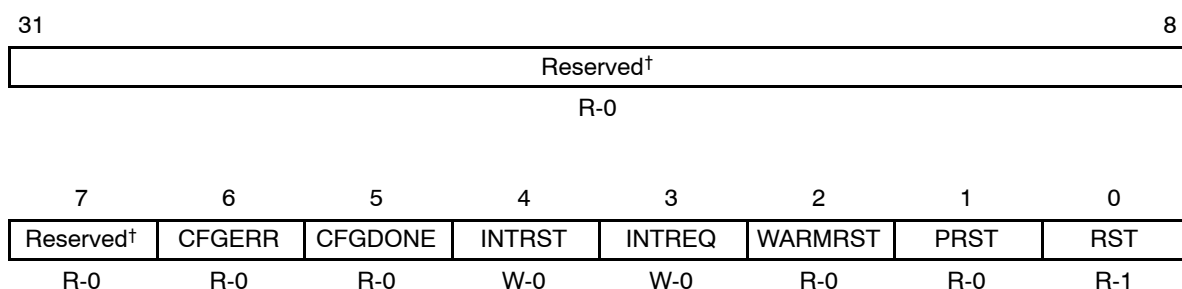 31 8
Reserved†
R-0
7 6 5 4 3 2 1 0
Reserved† CFGERR CFGDONE INTRST INTREQ WARMRST PRST RST
R-0 R-0 R-0 W-0 W-0 R-0 R-0 R-1